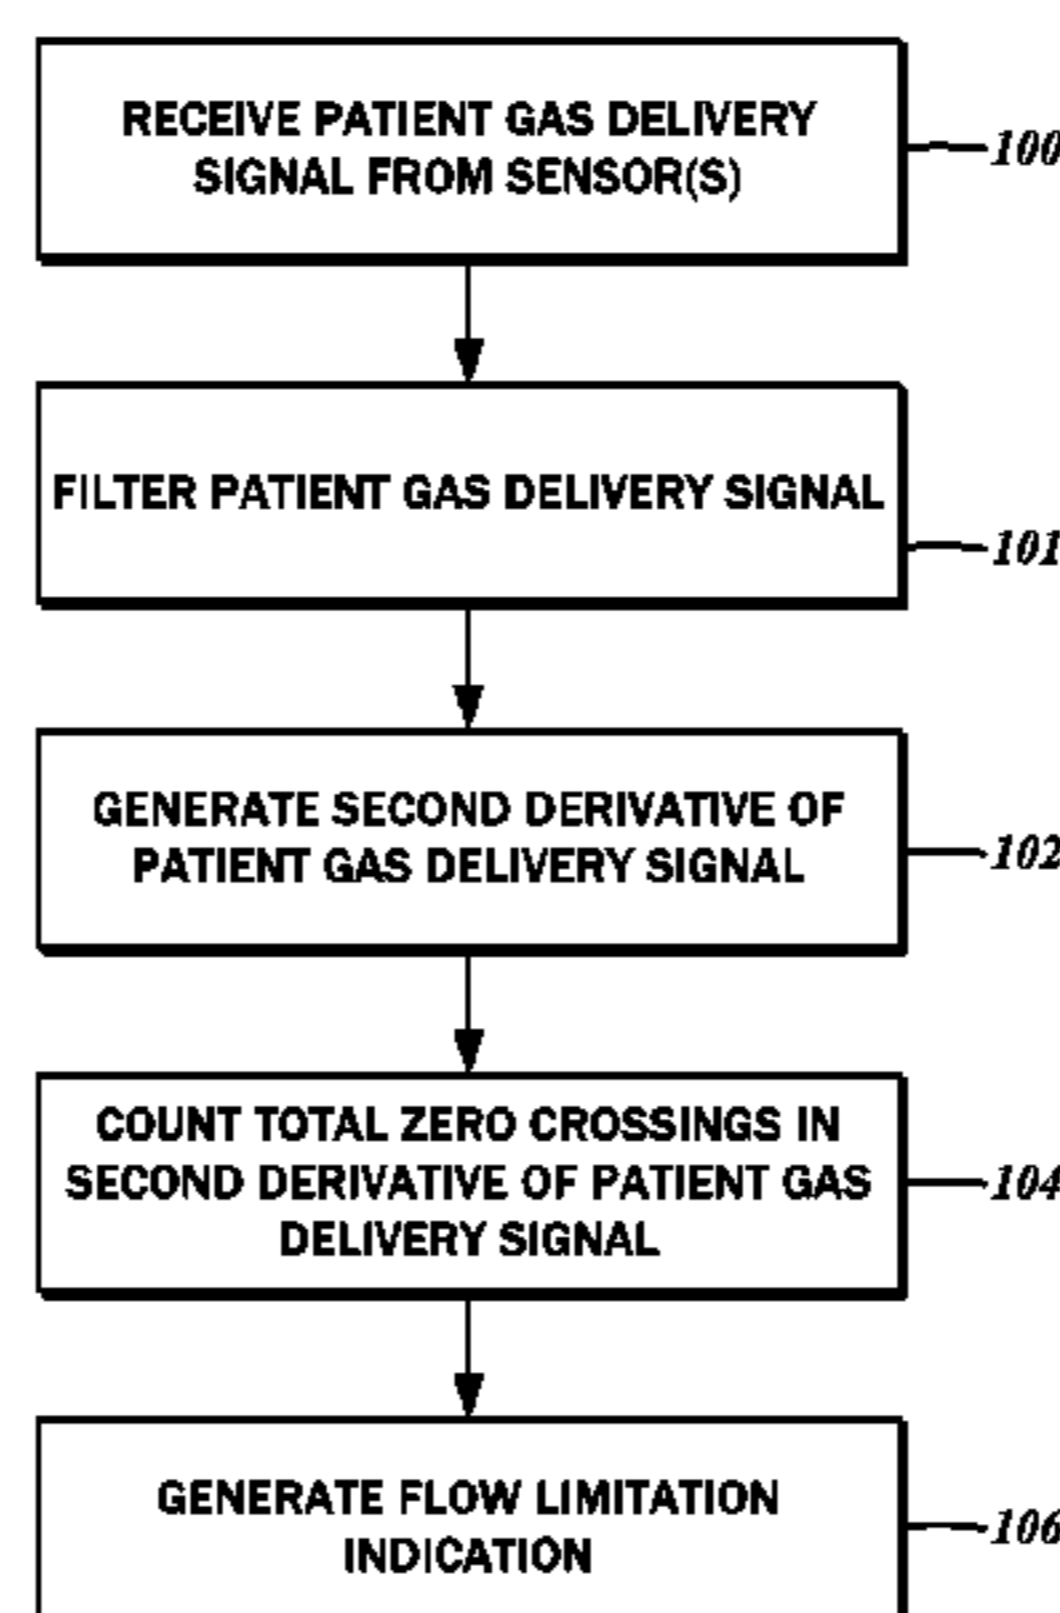 RECEIVE PATIENT GAS DELIVERY
SIGNAL FROM SENSOR(S)
100
FILTER PATIENT GAS DELIVERY SIGNAL
101
GENERATE SECOND DERIVATIVE OF
PATIENT GAS DELIVERY SIGNAL
102
COUNT TOTAL ZERO CROSSINGS IN
SECOND DERIVATIVE OF PATIENT GAS
DELIVERY SIGNAL
104
GENERATE FLOW LIMITATION
INDICATION
106